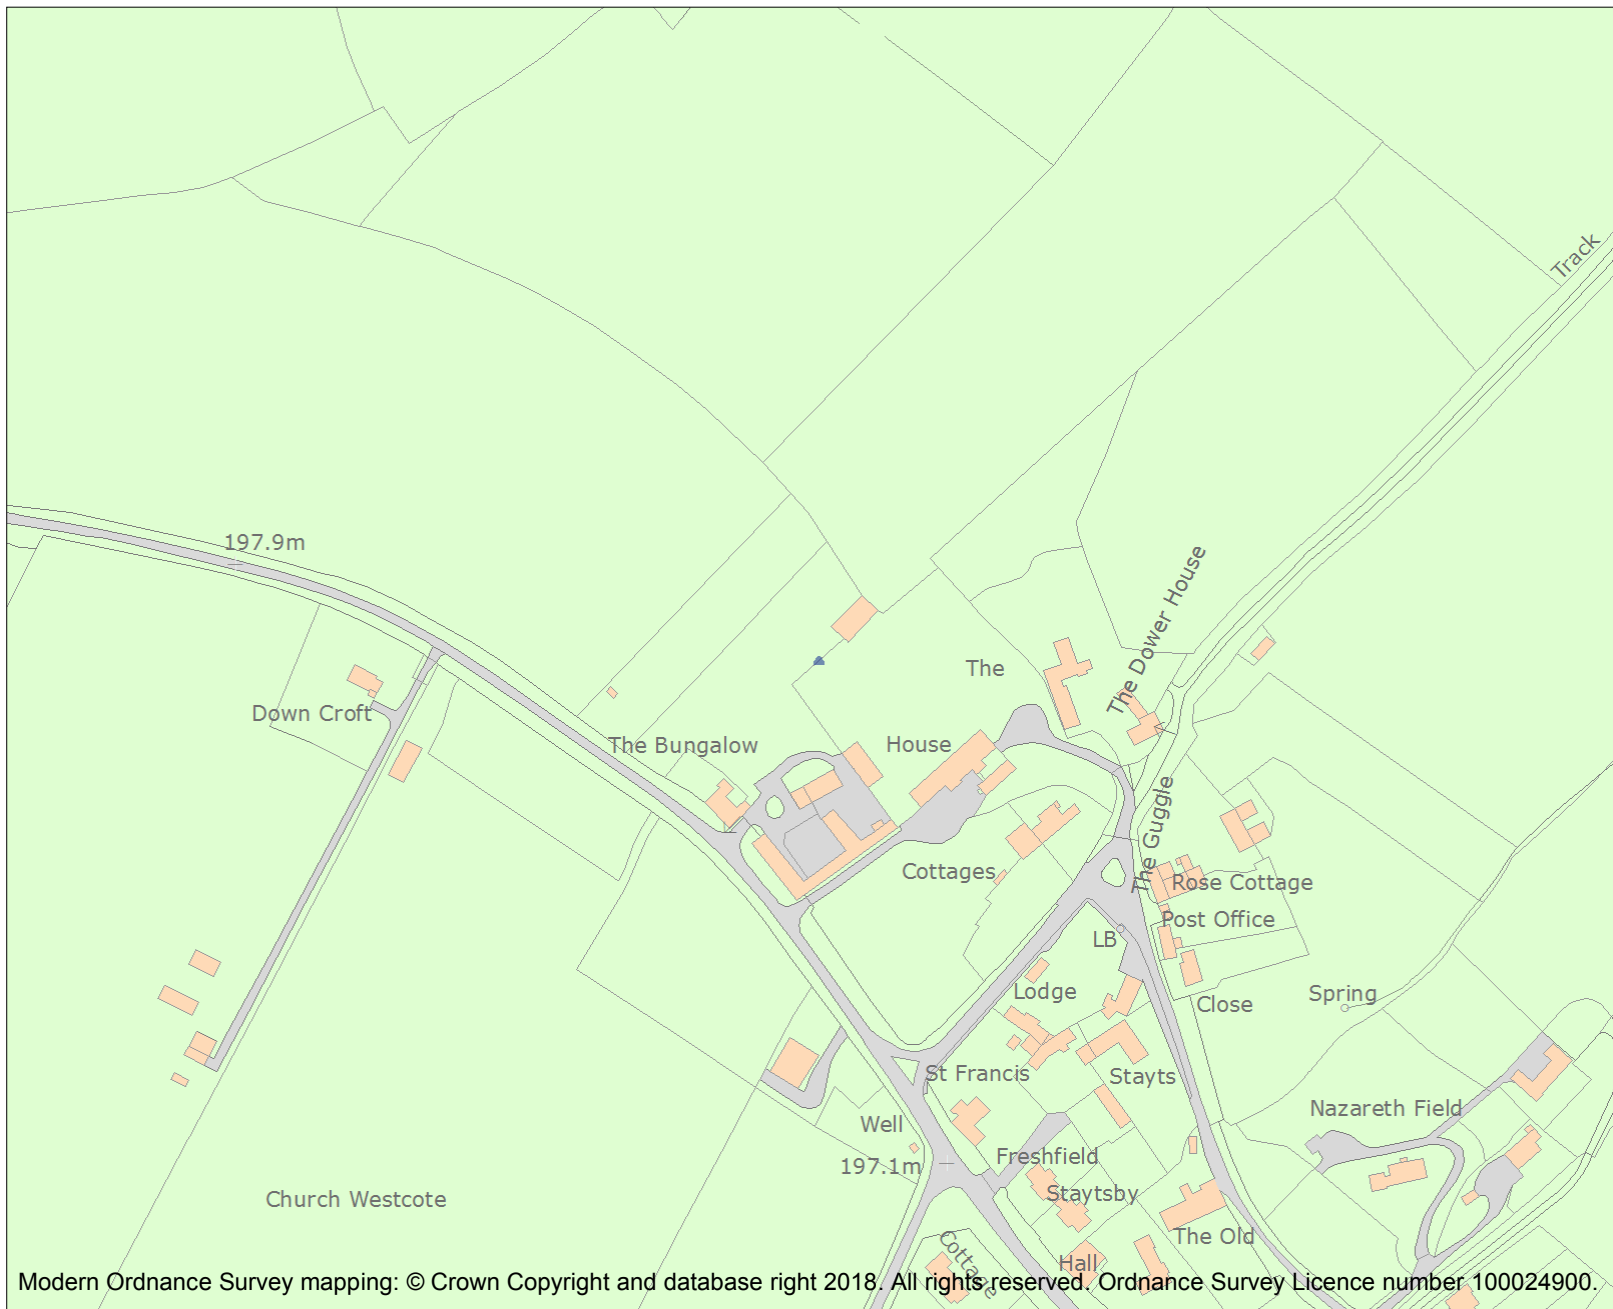 Track
197.9m
The Dower House
The
Down Croft
The Bungalow
House
The Guggle
Cottages
Rose Cottage
Post Office
LB
Lodge
Close
Spring
St Francis
Stayts
Nazareth Field
Well
Freshfield
197.1m
Staytsby
Church Westcote
The Old
Cottage
Hall
Modern Ordnance Survey mapping: © Crown Copyright and database right 2018. All rights reserved. Ordnance Survey Licence number 100024900.